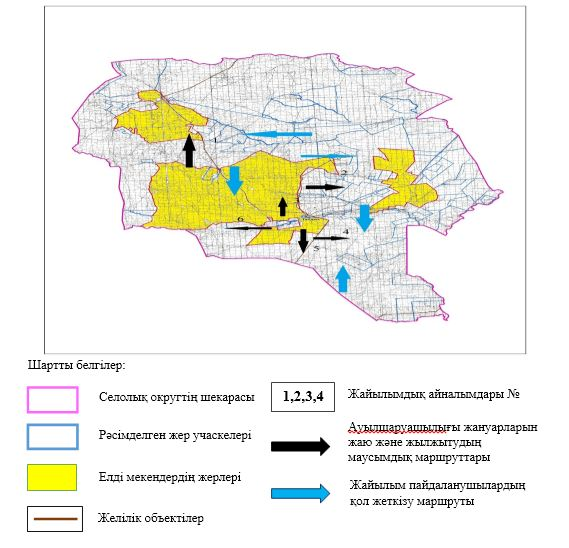 1
2
3
6
4
5
Шартты белгілер:
Селолық округтің шекарасы
1,2,3,4
Жайылымдық айналымдары №
Рәсімделген жер учаскелері
Ауылшаруашылығы жануарларын
жаю және жылжытудың
маусымдық маршруттары
Елді мекендердің жерлері
Жайылым пайдаланушылардың
қол жеткізу маршруты
Желілік объектілер